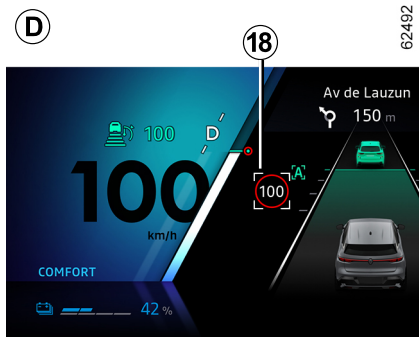 D
18
62492
Av de Lauzun
150 m
100
D
A
100
100
km/h
COMFORT
42 %